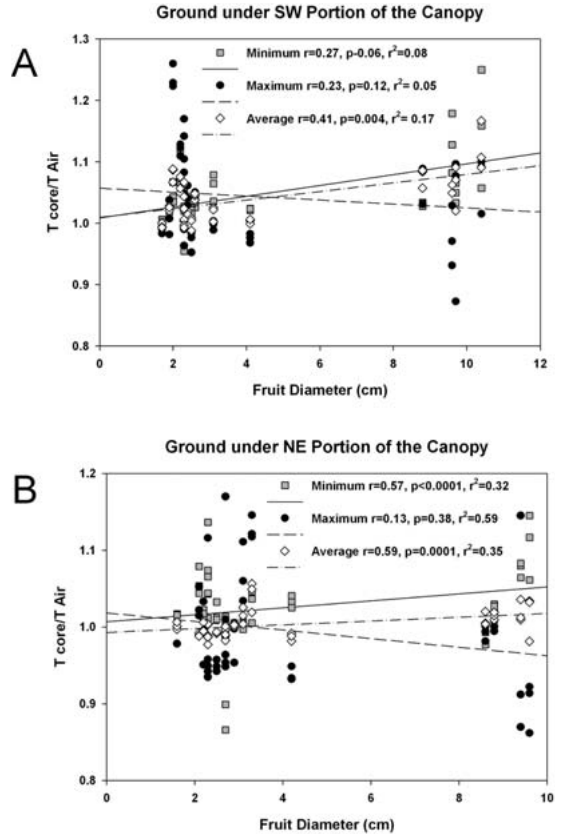 Ground under SW Portion of the Canopy
A
Minimum r=0.27, p-0.06, r²=0.08
Maximum r=0.23, p=0.12, r²= 0.05
Average r=0.41, p=0.004, r²= 0.17
1.3
1.2
1.1
1.0
0.9
0.8
T core/T Air
0 2 4 6 8 10 12
Fruit Diameter (cm)
Ground under NE Portion of the Canopy
B
Minimum r=0.57, p<0.0001, r²=0.32
Maximum r=0.13, p=0.38, r²=0.59
Average r=0.59, p=0.0001, r²=0.35
1.2
1.1
1.0
0.9
0.8
T core/T Air
0 2 4 6 8 10
Fruit Diameter (cm)